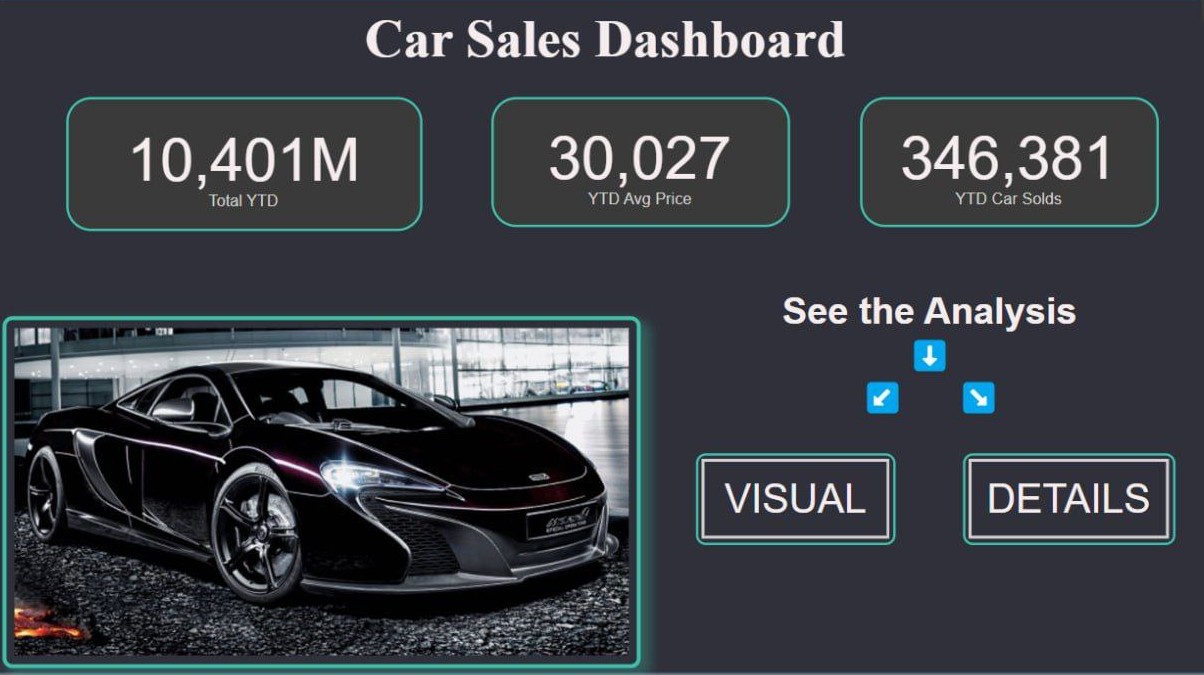 Car Sales Dashboard
10,401M
Total YTD
30,027
YTD Avg Price
346,381
YTD Car Solds
See the Analysis
VISUAL
DETAILS